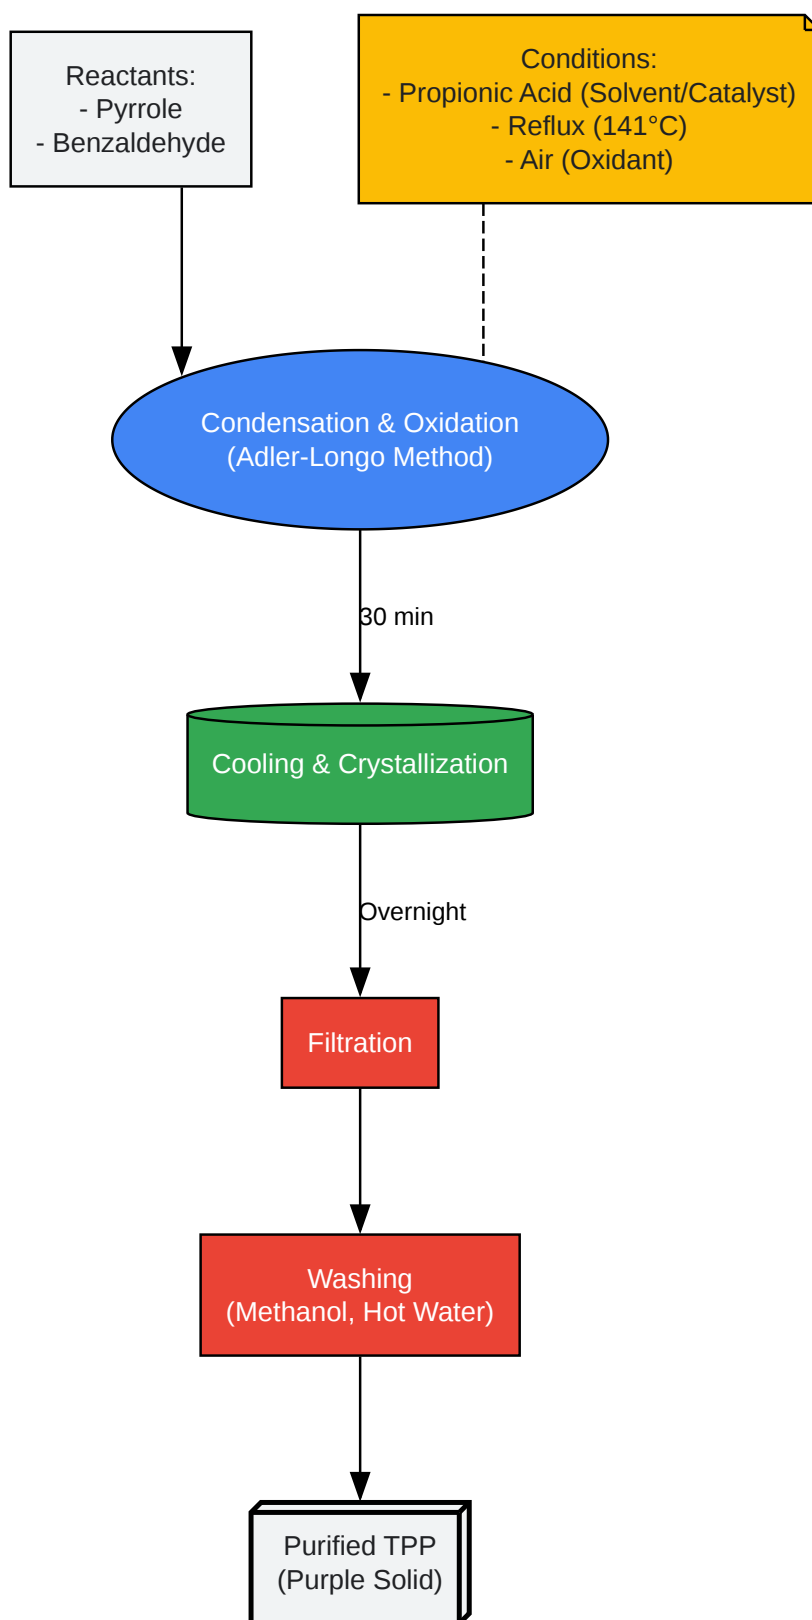 Reactants:
- Pyrrole
- Benzaldehyde
Conditions:
- Propionic Acid (Solvent/Catalyst)
- Reflux (141°C)
- Air (Oxidant)
Condensation & Oxidation
(Adler-Longo Method)
30 min
Cooling & Crystallization
Overnight
Filtration
Washing
(Methanol, Hot Water)
Purified TPP
(Purple Solid)